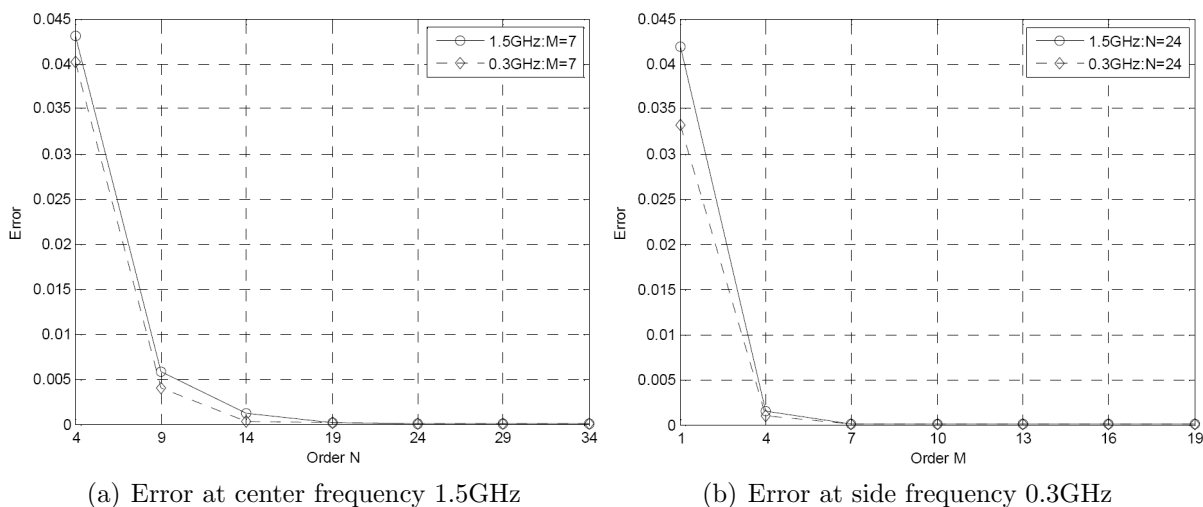 0.045
0.04
0.035
0.03
0.025
0.02
0.015
0.01
0.005
0
Error
4 9 14 19 24 29 34
Order N
1.5GHz:M=7
0.3GHz:M=7
(a) Error at center frequency 1.5GHz
0.045
0.04
0.035
0.03
0.025
0.02
0.015
0.01
0.005
0
Error
1 4 7 10 13 16 19
Order M
1.5GHz:N=24
0.3GHz:N=24
(b) Error at side frequency 0.3GHz